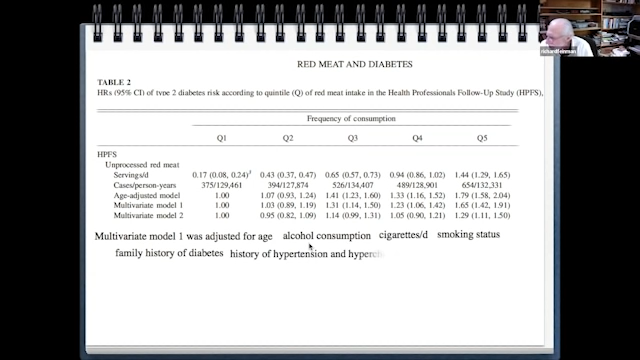 richardfeinman
RED MEAT AND DIABETES
TABLE 2
HRs (95% CI) of type 2 diabetes risk according to quintile (Q) of red meat intake in the Health Professionals Follow-Up Study (HPFS),
Frequency of consumption
Q1 Q2 Q3 Q4 Q5
HPFS
Unprocessed red meat
Servings/d 0.17 (0.08, 0.24)³ 0.43 (0.37, 0.47) 0.65 (0.57, 0.73) 0.94 (0.86, 1.02) 1.44 (1.29, 1.65)
Cases/person-years 375/129,461 394/127,874 526/134,407 489/128,901 654/132,331
Age-adjusted model 1.00 1.07 (0.93, 1.24) 1.41 (1.23, 1.60) 1.33 (1.16, 1.52) 1.79 (1.58, 2.04)
Multivariate model 1 1.00 1.03 (0.89, 1.19) 1.31 (1.14, 1.50) 1.23 (1.06, 1.42) 1.65 (1.42, 1.91)
Multivariate model 2 1.00 0.95 (0.82, 1.09) 1.14 (0.99, 1.31) 1.05 (0.90, 1.21) 1.29 (1.11, 1.50)
Multivariate model 1 was adjusted for age alcohol consumption cigarettes/d smoking status
family history of diabetes history of hypertension and